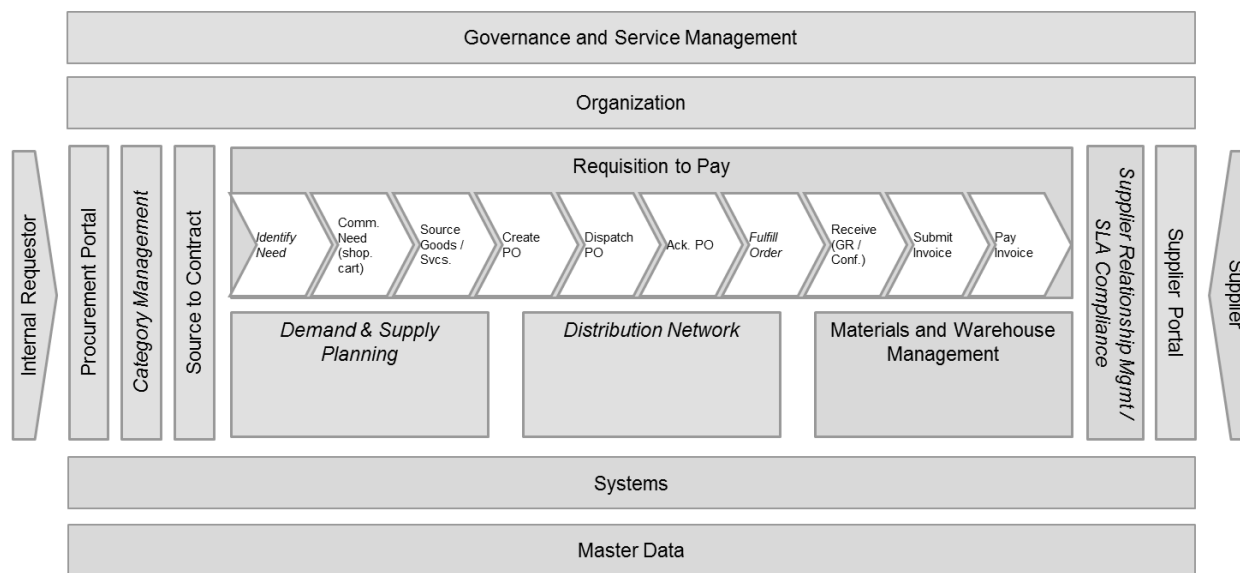 Governance and Service Management
Organization
Internal Requestor
Procurement Portal
Category Management
Source to Contract
Requisition to Pay
Identify
Need
Comm.
Need
(shop.
cart)
Source
Goods /
Svcs.
Create
PO
Dispatch
PO
Ack. PO
Fulfill
Order
Receive
(GR /
Conf.)
Submit
Invoice
Pay
Invoice
Demand & Supply
Planning
Distribution Network
Materials and Warehouse
Management
Supplier Relationship Mgmt /
SLA Compliance
Supplier Portal
Supplier
Systems
Master Data